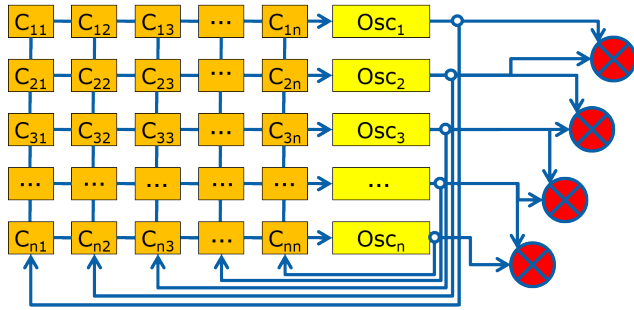 C₁₁ C₁₂ C₁₃ ... C₁ₙ Osc₁
C₂₁ C₂₂ C₂₃ ... C₂ₙ Osc₂
C₃₁ C₃₂ C₃₃ ... C₃ₙ Osc₃
... ... ... ... ... ...
Cₙ₁ Cₙ₂ Cₙ₃ ... Cₙₙ Oscₙ